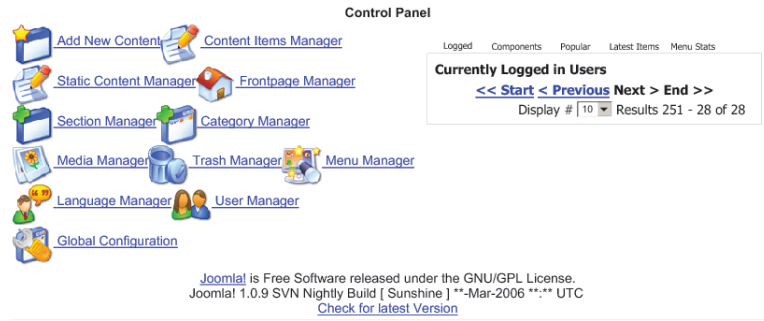 Control Panel
Add New Content Content Items Manager
Static Content Manager Frontpage Manager
Section Manager Category Manager
Media Manager Trash Manager Menu Manager
Language Manager User Manager
Global Configuration
Logged Components Popular Latest Items Menu Stats
Currently Logged in Users
<< Start < Previous Next > End >>
Display # 10 Results 251 - 28 of 28
Joomla! is Free Software released under the GNU/GPL License.
Joomla! 1.0.9 SVN Nightly Build [ Sunshine ] **-Mar-2006 **:** UTC
Check for latest Version